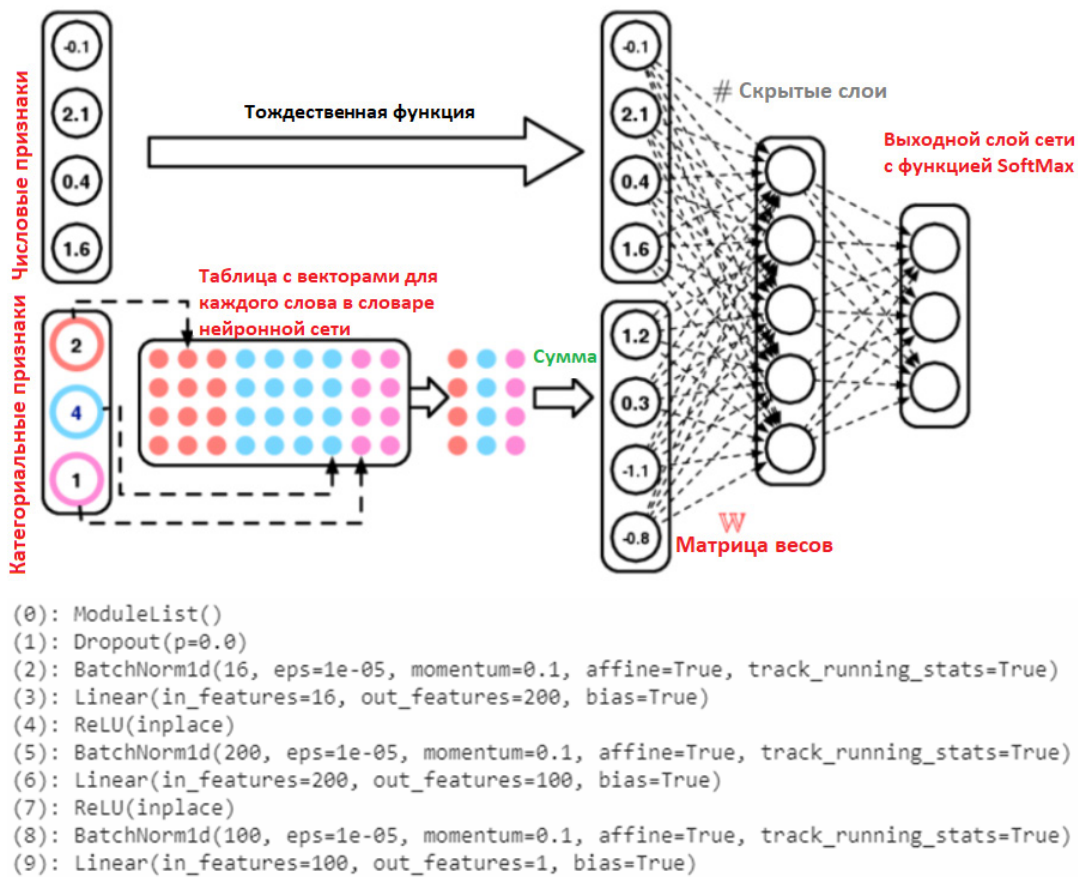 Числовые признаки
-0.1
2.1
0.4
1.6
Тождественная функция
-0.1
2.1
0.4
1.6
# Скрытые слои
Выходной слой сети
с функцией SoftMax
Категориальные признаки
2
4
1
Таблица с векторами для
каждого слова в словаре
нейронной сети
Сумма
1.2
0.3
-1.1
-0.8
W
Матрица весов
(0): ModuleList()
(1): Dropout(p=0.0)
(2): BatchNorm1d(16, eps=1e-05, momentum=0.1, affine=True, track_running_stats=True)
(3): Linear(in_features=16, out_features=200, bias=True)
(4): ReLU(inplace)
(5): BatchNorm1d(200, eps=1e-05, momentum=0.1, affine=True, track_running_stats=True)
(6): Linear(in_features=200, out_features=100, bias=True)
(7): ReLU(inplace)
(8): BatchNorm1d(100, eps=1e-05, momentum=0.1, affine=True, track_running_stats=True)
(9): Linear(in_features=100, out_features=1, bias=True)